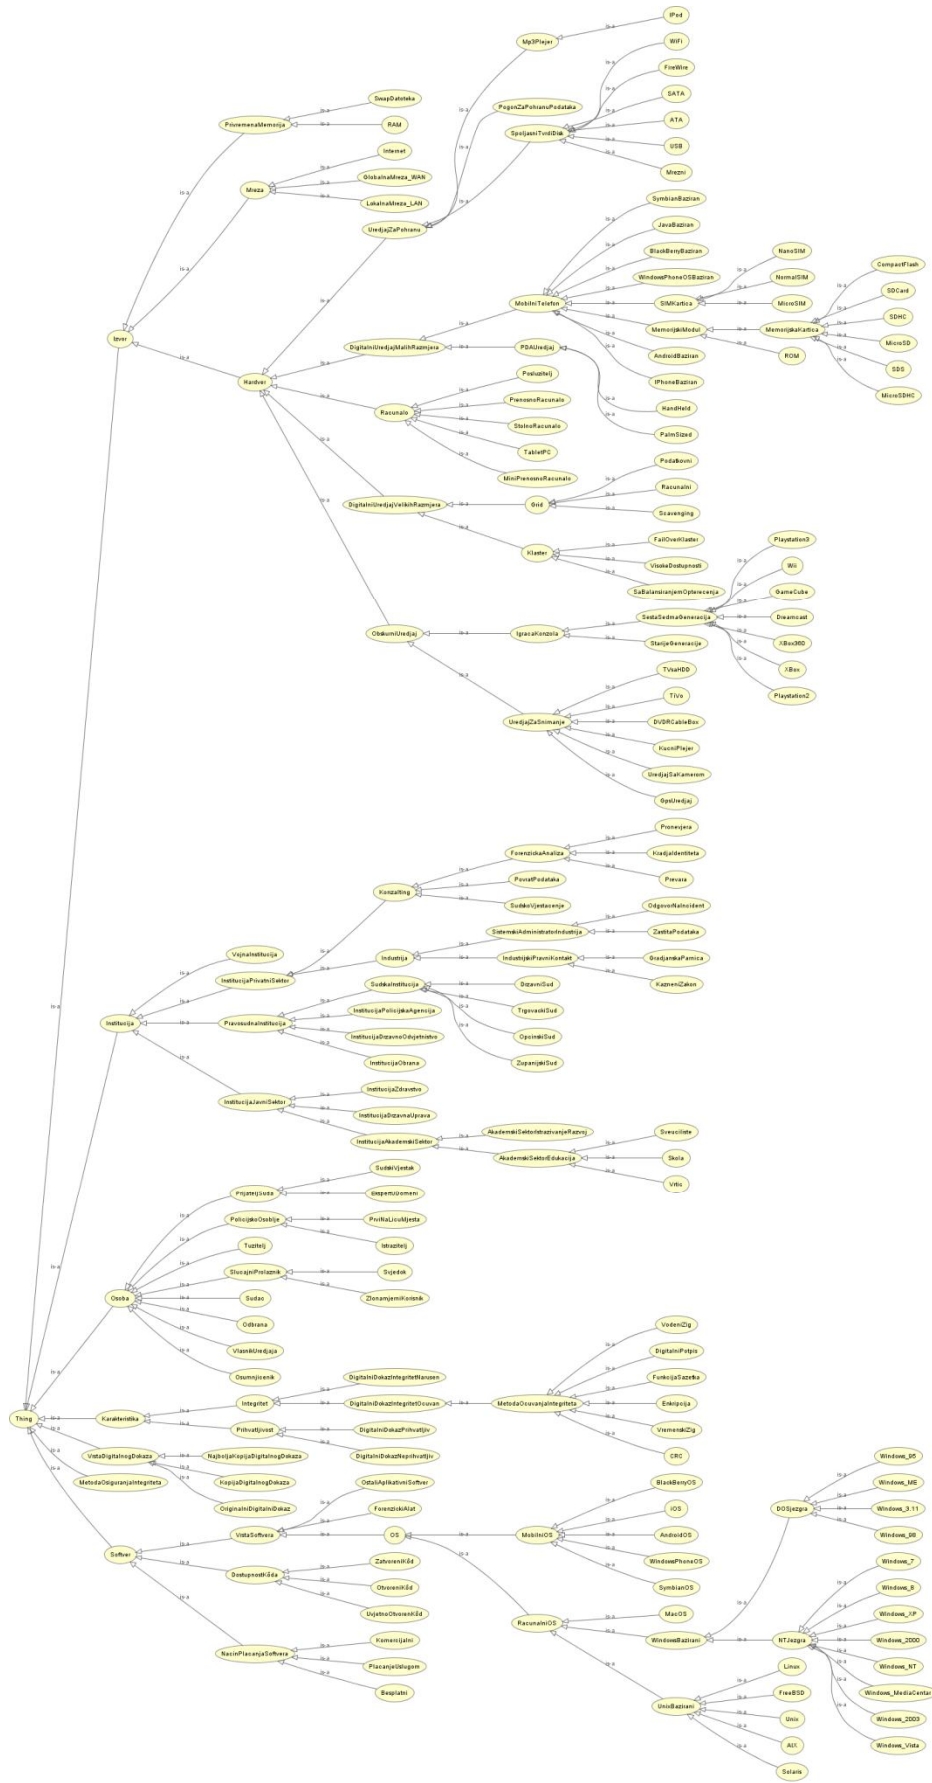 IPod
Mp3Plejer
WiFi
FireWire
SwapDatoteka
SATA
PogonZaPohranuPodataka
PrivremenaMemorija
RAM
ATA
SpoljasniTvrdiDisk
USB
Internet
Mrezni
GlobalnaMreza_WAN
Mreza
LokalnaMreza_LAN
SymbianBaziran
JavaBaziran
UredjajZaPohranu
BlackBerryBaziran
NanoSIM
CompactFlash
WindowsPhoneOSBaziran
NormalSIM
SDCard
MobilniTelefon
SIMKartica
MicroSIM
SDHC
MemorijskiModul
MemorijskaKartica
Izvor
MicroSD
DigitalniUredjajMalihRazmjera
PDAUredjaj
AndroidBaziran
ROM
SDS
Posluzitelj
IPhoneBaziran
Hardver
MicroSDHC
PrenosnoRacunalo
HandHeld
Racunalo
StolnoRacunalo
PalmSized
TabletPC
Podatkovni
MiniPrenosnoRacunalo
Racunalni
DigitalniUredjajVelikihRazmjera
Grid
Scavenging
FailOverKlaster
Playstation3
Klaster
VisokeDostupnosti
Wii
SaBalansiranjemOpterecenja
GameCube
SestaSedmaGeneracija
Dreamcast
ObskurniUredjaj
IgracaKonzola
StarijeGeneracije
XBox360
TVsaHDD
XBox
TiVo
Playstation2
UredjajZaSnimanje
DVDRCableBox
KucniPlejer
UredjajSaKamerom
GpsUredjaj
Pronevjera
ForenzickaAnaliza
KradjaIdentiteta
PovratPodataka
Prevara
Konzalting
SudskoVjestacenje
OdgovorNaIncident
SistemskiAdministratorIndustrija
ZastitaPodataka
VojnaInstitucija
Industrija
IndustrijskiPravniKontakt
GradjanskaParnica
InstitucijaPrivatniSektor
SudskaInstitucija
DrzavniSud
KazneniZakon
InstitucijaPolicijskaAgencija
TrgovackiSud
Institucija
PravosudnaInstitucija
InstitucijaDrzavnoOdvjetnistvo
OpcinskiSud
InstitucijaObrana
ZupanijskiSud
InstitucijaZdravstvo
InstitucijaJavniSektor
InstitucijaDrzavnaUprava
AkademskiSektorIstrazivanjeRazvoj
Sveuciliste
InstitucijaAkademskiSektor
AkademskiSektorEdukacija
Skola
SudskiVjestak
Vrtic
PrijateljSuda
EkspertUDomeni
PolicijskoOsoblje
PrviNaLicuMjesta
Tuzitelj
Istrazitelj
SlucajniProlaznik
Svjedok
Osoba
Sudac
ZlonamjerniKorisnik
Odbrana
VlasnikUredjaja
VodeniZig
Osumnjicenik
DigitalniPotpis
DigitalniDokazIntegritetNarusen
FunkcijaSazetka
Integritet
DigitalniDokazIntegritetOcuvan
MetodaOcuvanjaIntegriteta
Enkripcija
Thing
Karakteristika
Prihvatljivost
DigitalniDokazPrihvatljiv
VremenskiZig
DigitalniDokazNeprihvatljiv
CRC
VrstaDigitalnogDokaza
NajboljaKopijaDigitalnogDokaza
Windows_95
MetodaOsiguranjaIntegriteta
KopijaDigitalnogDokaza
BlackBerryOS
Windows_ME
OriginalniDigitalniDokaz
OstaliAplikativniSoftver
iOS
DOSjezgra
Windows_3.11
ForenzickiAlat
VrstaSoftvera
OS
MobilniOS
AndroidOS
Windows_98
Softver
ZatvoreniKôd
WindowsPhoneOS
Windows_7
DostupnostKôda
OtvoreniKôd
SymbianOS
Windows_8
UvjetnoOtvorenKôd
RacunalniOS
MacOS
Windows_XP
Komercijalni
WindowsBazirani
NTJezgra
Windows_2000
NacinPlacanjaSoftvera
PlacanjeUslugom
Linux
Windows_NT
Besplatni
FreeBSD
Windows_MediaCentar
UnixBazirani
Unix
Windows_2003
AIX
Windows_Vista
Solaris